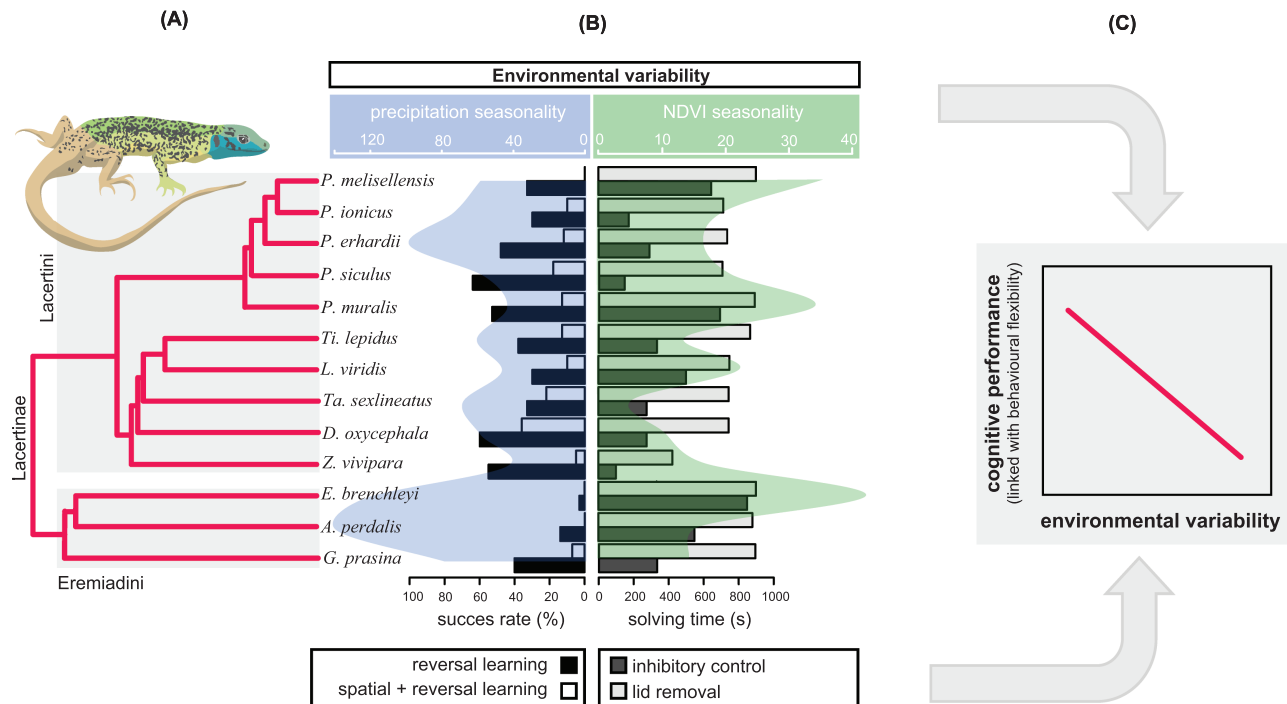 (A)
(B)
(C)
Environmental variability
precipitation seasonality
NDVI seasonality
120 80 40 0
0 10 20 40
P. melisellensis
P. ionicus
P. erhardii
P. siculus
P. muralis
Ti. lepidus
L. viridis
Ta. sexlineatus
D. oxycephala
Z. vivipara
E. brenchleyi
A. perdalis
G. prasina
Lacertini
Lacertinae
Eremiadini
100 80 60 40 20 0
0 200 400 600 800 1000
succes rate (%)
solving time (s)
reversal learning
spatial + reversal learning
inhibitory control
lid removal
cognitive performance
(linked with behavioural flexibility)
environmental variability